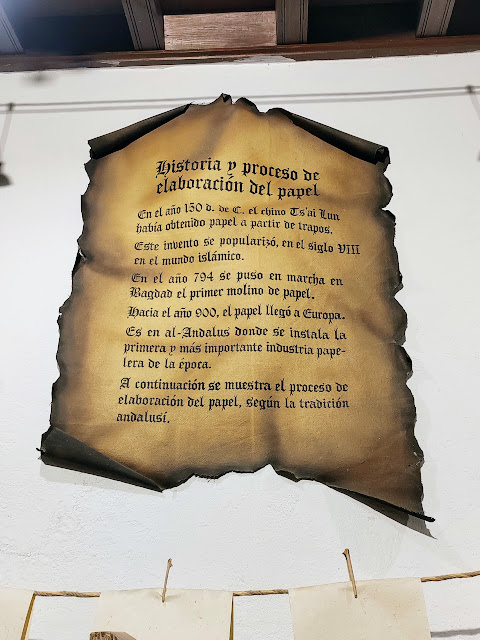 Historia y proceso de
elaboración del papel
En el año 150 d. de C. el chino Ts'ai Lun
había obtenido papel a partir de trapos.
Este invento se popularizó, en el siglo VIII
en el mundo islámico.
En el año 794 se puso en marcha en
Bagdad el primer molino de papel.
Hacia el año 900, el papel llegó a Europa.
Es en al-Andalus donde se instala la
primera y más importante industria pape-
lera de la época.
A continuación se muestra el proceso de
elaboración del papel, según la tradición
andalusí.